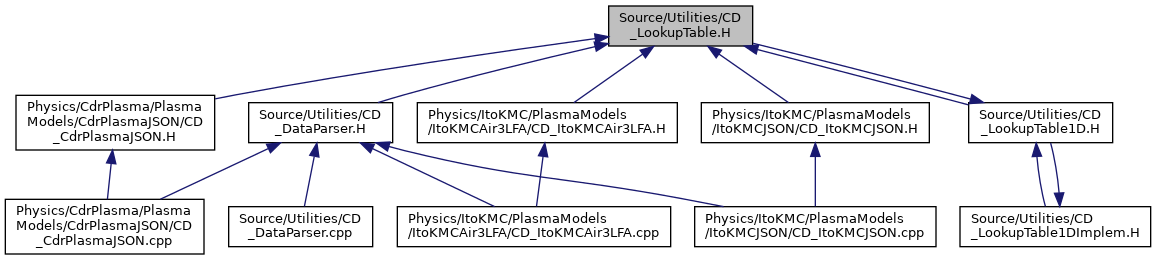 Source/Utilities/CD
_LookupTable.H
Physics/CdrPlasma/Plasma
Models/CdrPlasmaJSON/CD
_CdrPlasmaJSON.H
Source/Utilities/CD
_DataParser.H
Physics/ItoKMC/PlasmaModels
/ItoKMCAir3LFA/CD_ItoKMCAir3LFA.H
Physics/ItoKMC/PlasmaModels
/ItoKMCJSON/CD_ItoKMCJSON.H
Source/Utilities/CD
_LookupTable1D.H
Physics/CdrPlasma/Plasma
Models/CdrPlasmaJSON/CD
_CdrPlasmaJSON.cpp
Source/Utilities/CD
_DataParser.cpp
Physics/ItoKMC/PlasmaModels
/ItoKMCAir3LFA/CD_ItoKMCAir3LFA.cpp
Physics/ItoKMC/PlasmaModels
/ItoKMCJSON/CD_ItoKMCJSON.cpp
Source/Utilities/CD
_LookupTable1DImplem.H